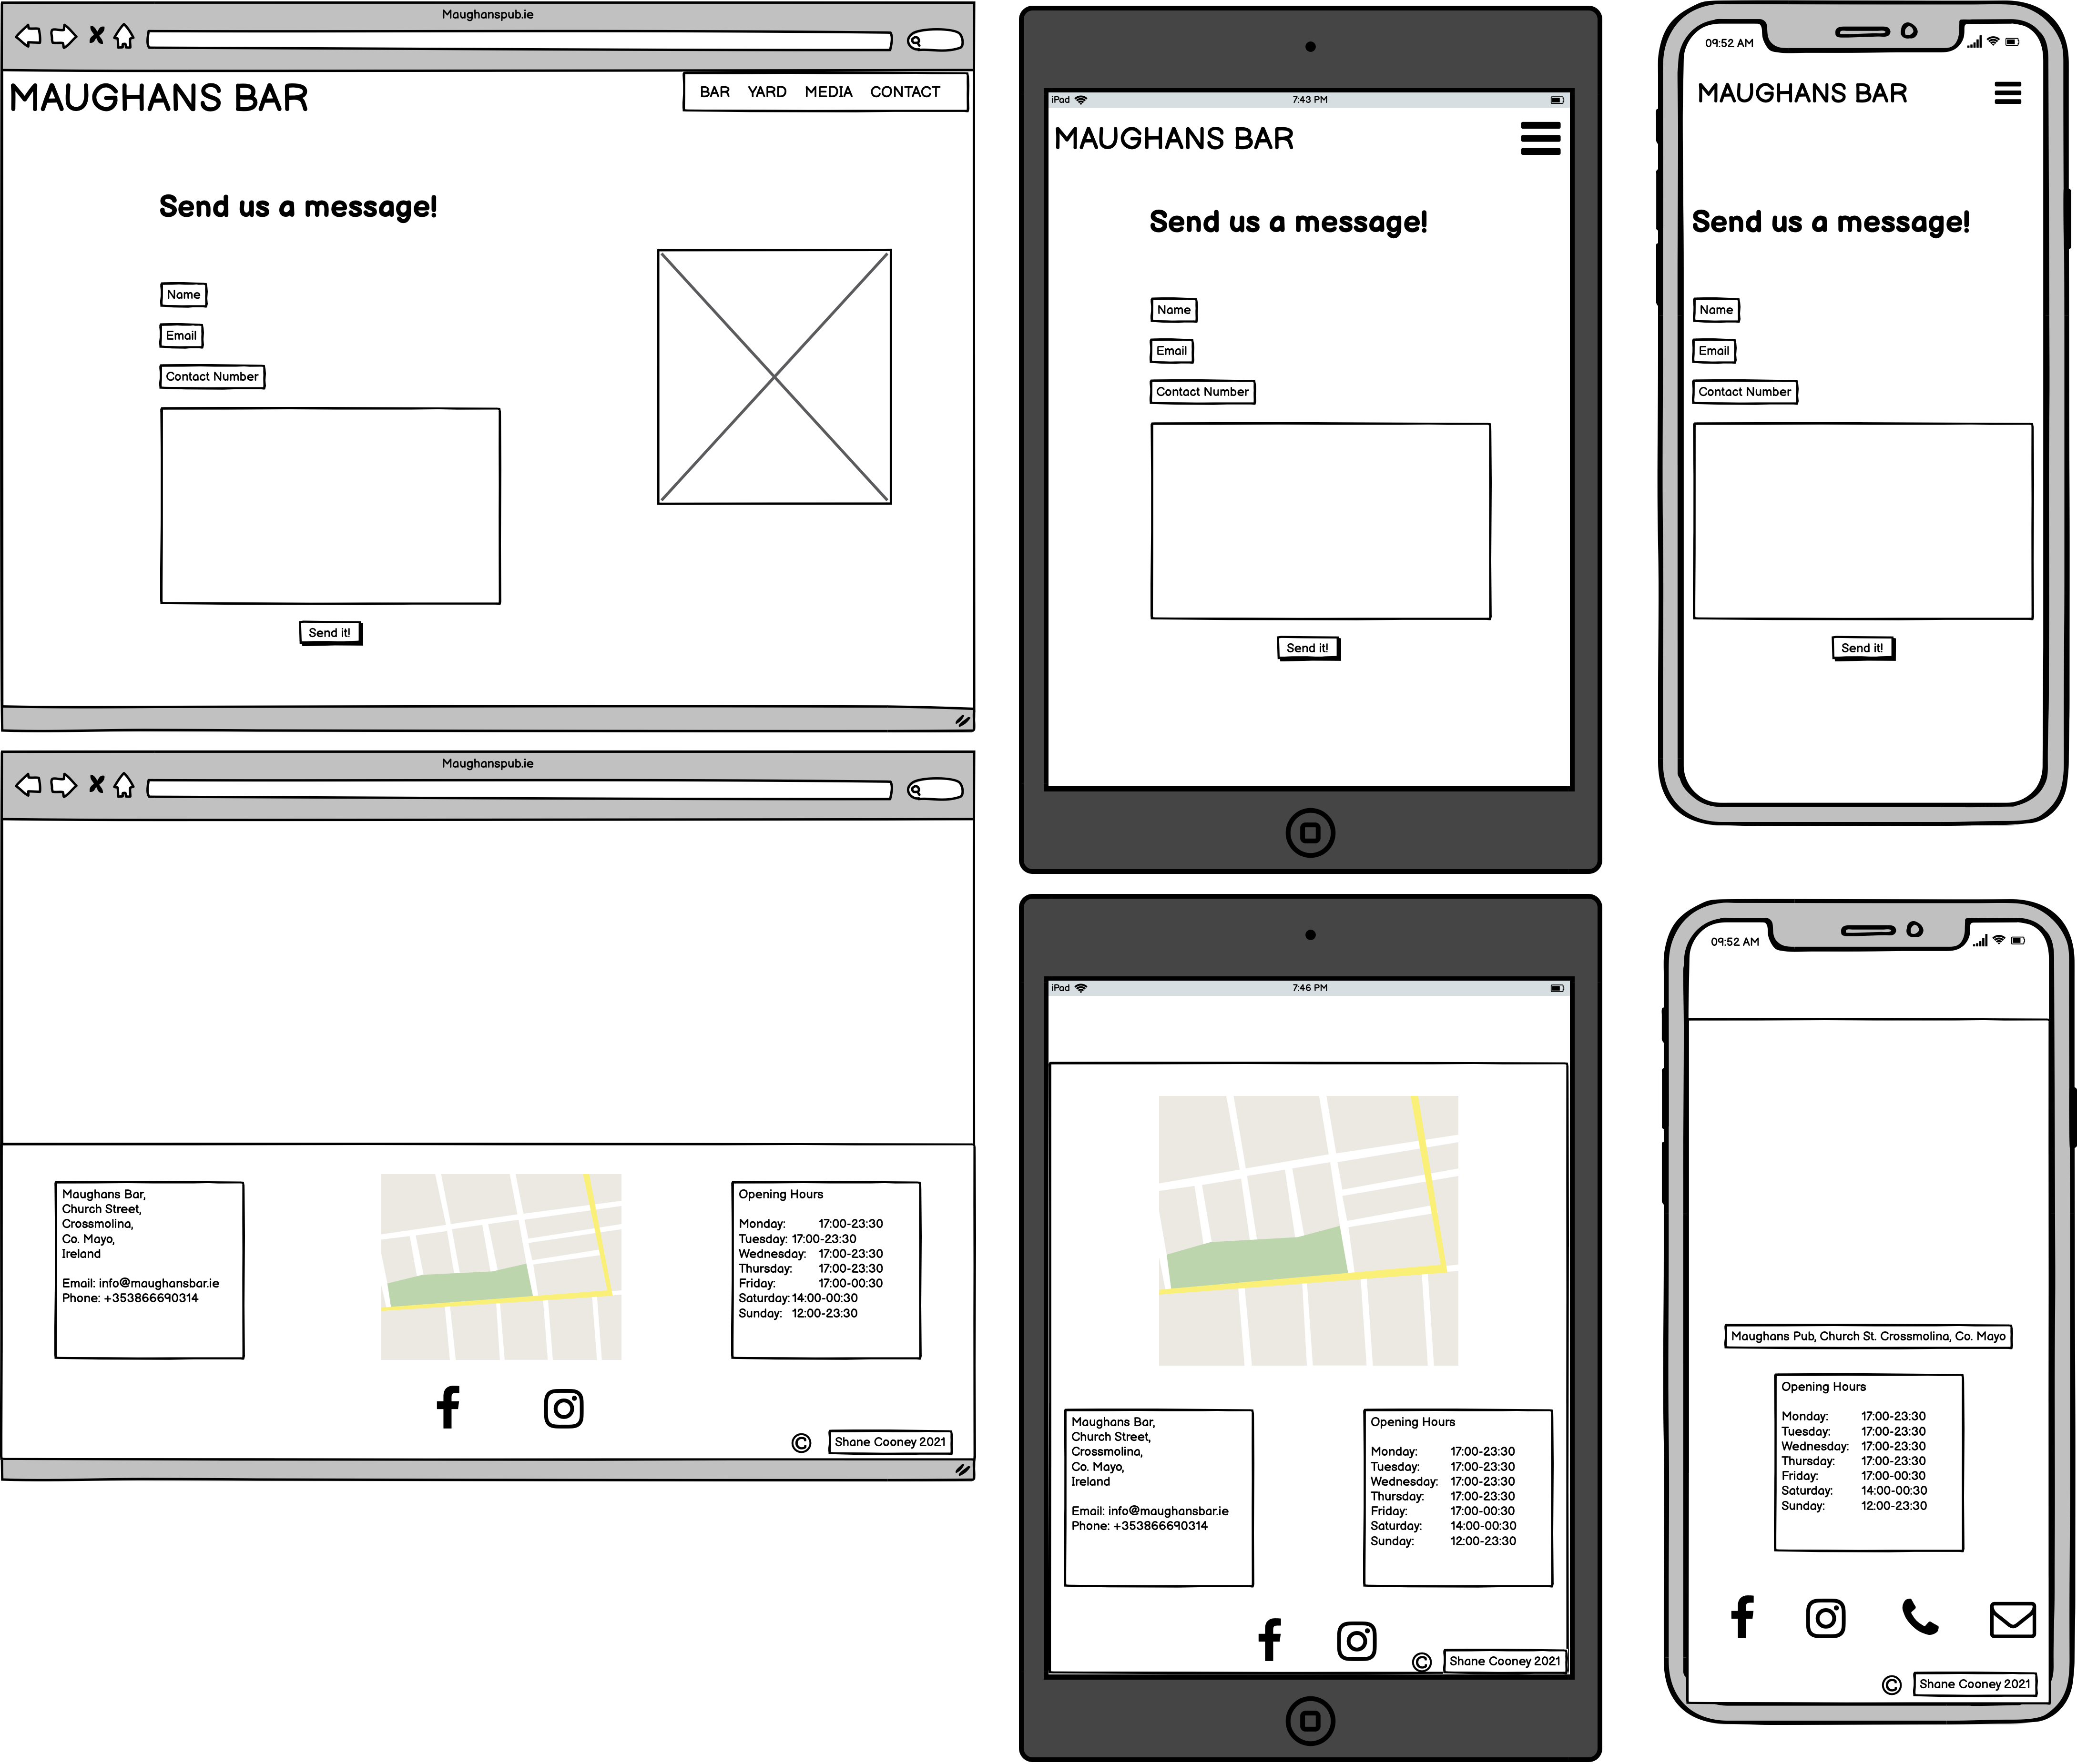 Maughanspub.ie
MAUGHANS BAR
BAR YARD MEDIA CONTACT
Send us a message!
Name
Email
Contact Number
Send it!
iPad 7:43 PM
MAUGHANS BAR
Send us a message!
Name
Email
Contact Number
Send it!
09:52 AM
MAUGHANS BAR
Send us a message!
Name
Email
Contact Number
Send it!
Maughanspub.ie
Maughans Bar,
Church Street,
Crossmolina,
Co. Mayo,
Ireland
Email: info@maughansbar.ie
Phone: +353866690314
Opening Hours
Monday: 17:00-23:30
Tuesday: 17:00-23:30
Wednesday: 17:00-23:30
Thursday: 17:00-23:30
Friday: 17:00-00:30
Saturday: 14:00-00:30
Sunday: 12:00-23:30
© Shane Cooney 2021
iPad 7:46 PM
Maughans Bar,
Church Street,
Crossmolina,
Co. Mayo,
Ireland
Email: info@maughansbar.ie
Phone: +353866690314
Opening Hours
Monday: 17:00-23:30
Tuesday: 17:00-23:30
Wednesday: 17:00-23:30
Thursday: 17:00-23:30
Friday: 17:00-00:30
Saturday: 14:00-00:30
Sunday: 12:00-23:30
© Shane Cooney 2021
09:52 AM
Maughans Pub, Church St. Crossmolina, Co. Mayo
Opening Hours
Monday: 17:00-23:30
Tuesday: 17:00-23:30
Wednesday: 17:00-23:30
Thursday: 17:00-23:30
Friday: 17:00-00:30
Saturday: 14:00-00:30
Sunday: 12:00-23:30
© Shane Cooney 2021